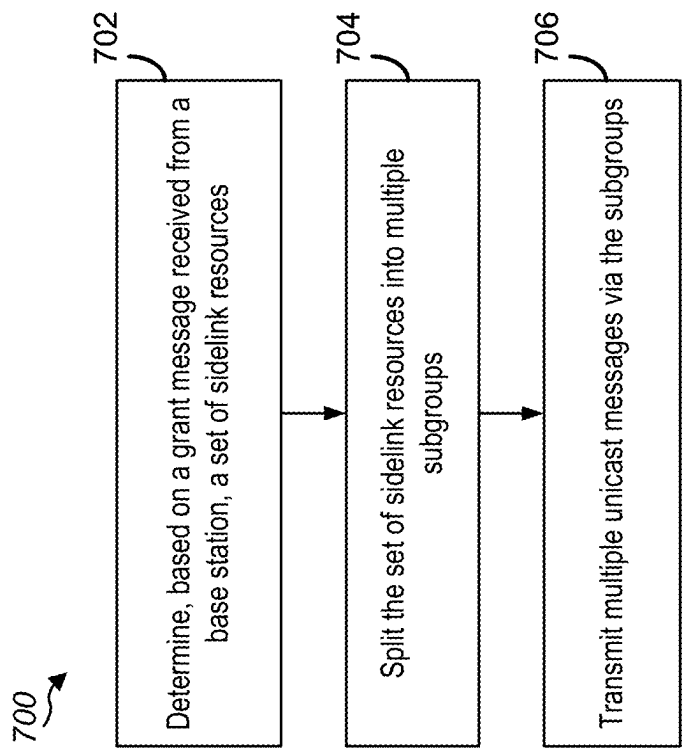 700
702
Determine, based on a grant message received from a
base station, a set of sidelink resources
704
Split the set of sidelink resources into multiple
subgroups
706
Transmit multiple unicast messages via the subgroups